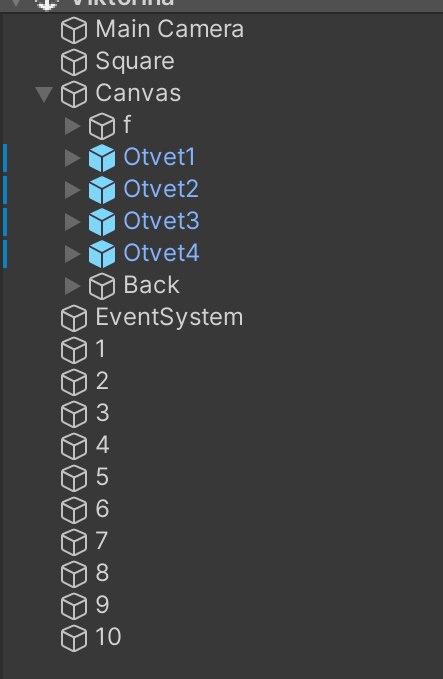 Viktorina
Main Camera
Square
Canvas
f
Otvet1
Otvet2
Otvet3
Otvet4
Back
EventSystem
1
2
3
4
5
6
7
8
9
10